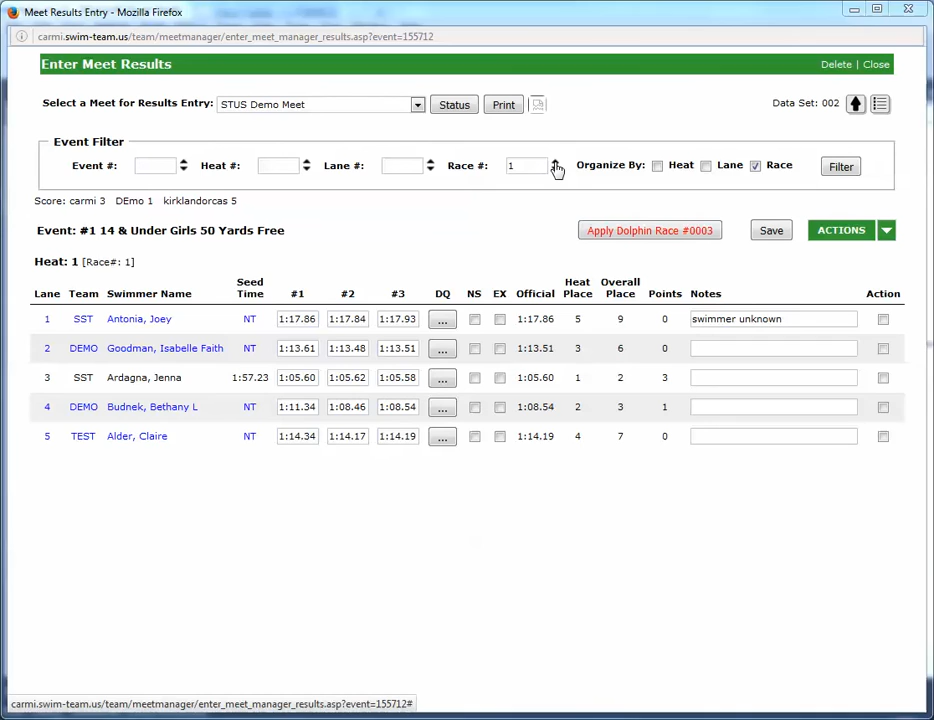 Meet Results Entry - Mozilla Firefox
carmi.swim-team.us/team/meetmanager/enter_meet_manager_results.asp?event=155712
Enter Meet Results Delete | Close
Select a Meet for Results Entry: STUS Demo Meet Status Print Data Set: 002
Event Filter
Event #: Heat #: Lane #: Race #: 1 Organize By: Heat Lane Race Filter
Score: carmi 3 DEmo 1 kirklandorcas 5
Event: #1 14 & Under Girls 50 Yards Free Apply Dolphin Race #0003 Save ACTIONS
Heat: 1 [Race#: 1]
Lane Team Swimmer Name Seed Time #1 #2 #3 DQ NS EX Official Heat Place Overall Place Points Notes Action
1 SST Antonia, Joey NT 1:17.86 1:17.84 1:17.93 ... 1:17.86 5 9 0 swimmer unknown
2 DEMO Goodman, Isabelle Faith NT 1:13.61 1:13.48 1:13.51 ... 1:13.51 3 6 0
3 SST Ardagna, Jenna 1:57.23 1:05.60 1:05.62 1:05.58 ... 1:05.60 1 2 3
4 DEMO Budnek, Bethany L NT 1:11.34 1:08.46 1:08.54 ... 1:08.54 2 3 1
5 TEST Alder, Claire NT 1:14.34 1:14.17 1:14.19 ... 1:14.19 4 7 0
carmi.swim-team.us/team/meetmanager/enter_meet_manager_results.asp?event=155712#